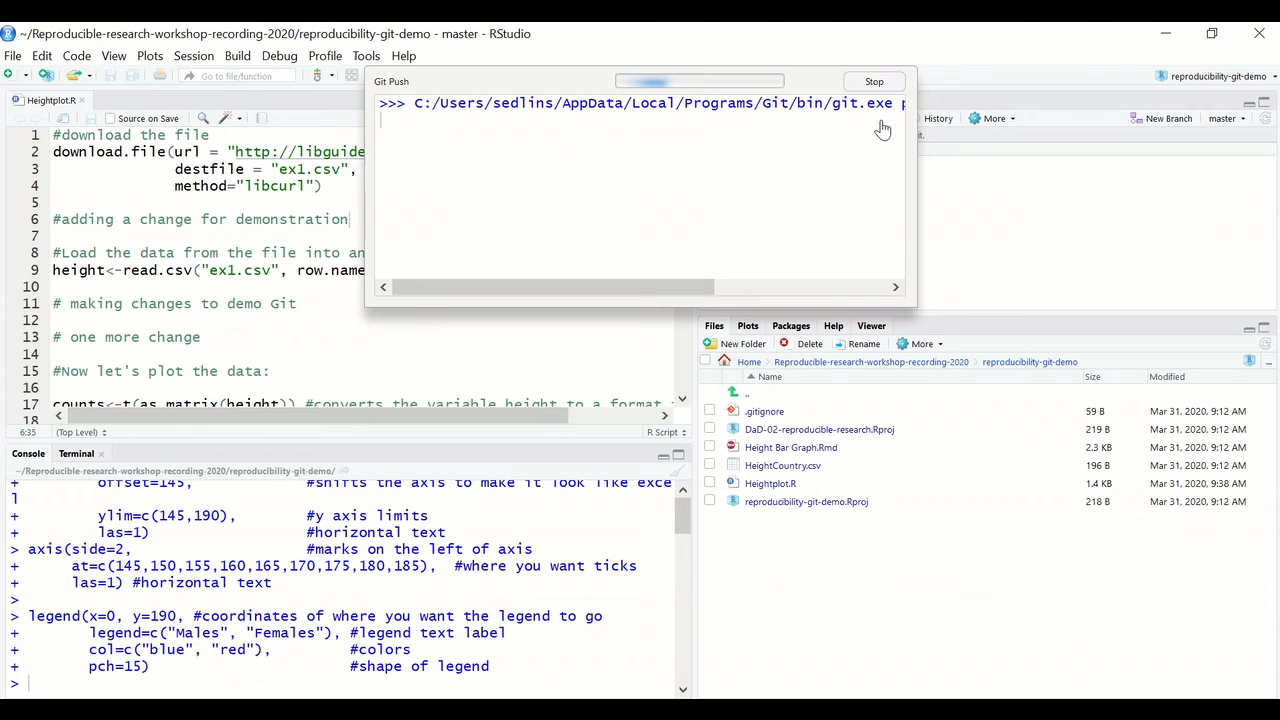 ~/Reproducible-research-workshop-recording-2020/reproducibility-git-demo - master - RStudio
File Edit Code View Plots Session Build Debug Profile Tools Help
Go to file/function
reproducibility-git-demo
Git Push
Stop
>>> C:/Users/sedlins/AppData/Local/Programs/Git/bin/git.exe p
Heightplot.R
Source on Save
History More New Branch master
1 #download the file
2 download.file(url = "http://libguide
3 destfile = "ex1.csv",
4 method="libcurl")
5
6 #adding a change for demonstration
7
8 #Load the data from the file into an
9 height<-read.csv("ex1.csv", row.name
10
11 # making changes to demo Git
12
13 # one more change
14
15 #Now let's plot the data:
16
17 counts<-t(as.matrix(height)) #converts the variable height to a format
18
6:35 (Top Level) R Script
Console Terminal
~/Reproducible-research-workshop-recording-2020/reproducibility-git-demo/
+ offset=145, #shifts the axis to make it look like exce
l
+ ylim=c(145,190), #y axis limits
+ las=1) #horizontal text
> axis(side=2, #marks on the left of axis
+ at=c(145,150,155,160,165,170,175,180,185), #where you want ticks
+ las=1) #horizontal text
>
> legend(x=0, y=190, #coordinates of where you want the legend to go
+ legend=c("Males", "Females"), #legend text label
+ col=c("blue", "red"), #colors
+ pch=15) #shape of legend
>
Files Plots Packages Help Viewer
New Folder Delete Rename More
Home Reproducible-research-workshop-recording-2020 reproducibility-git-demo
Name Size Modified
..
.gitignore 59 B Mar 31, 2020, 9:12 AM
DaD-02-reproducible-research.Rproj 219 B Mar 31, 2020, 9:12 AM
Height Bar Graph.Rmd 2.3 KB Mar 31, 2020, 9:12 AM
HeightCountry.csv 196 B Mar 31, 2020, 9:12 AM
Heightplot.R 1.4 KB Mar 31, 2020, 9:38 AM
reproducibility-git-demo.Rproj 218 B Mar 31, 2020, 9:12 AM